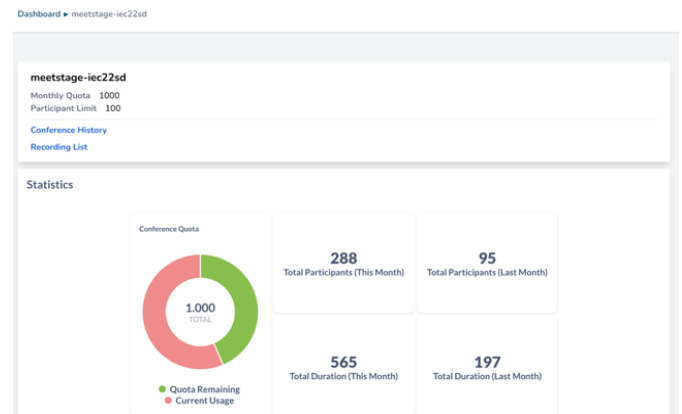 Dashboard ▸ meetstage-iec22sd
meetstage-iec22sd
Monthly Quota 1000
Participant Limit 100
Conference History
Recording List
Statistics
Conference Quota
1.000
TOTAL
Quota Remaining
Current Usage
288
Total Participants (This Month)
95
Total Participants (Last Month)
565
Total Duration (This Month)
197
Total Duration (Last Month)